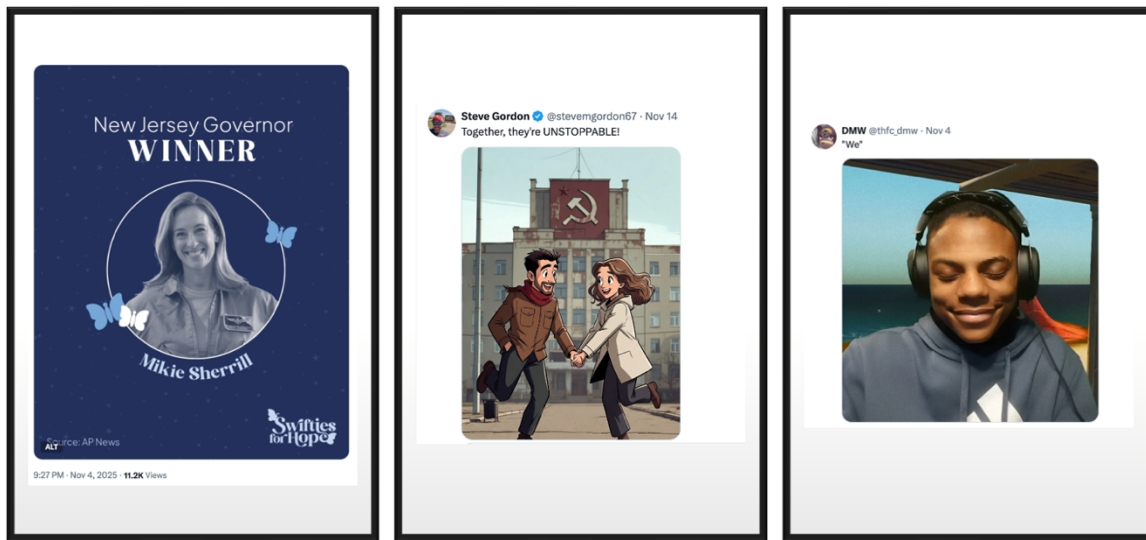 New Jersey Governor
WINNER
Mikie Sherrill
Swifties
for Hope
Source: AP News
ALT
9:27 PM · Nov 4, 2025 · 11.2K Views
Steve Gordon @stevemgordon67 · Nov 14
Together, they're UNSTOPPABLE!
DMW @thfc_dmw · Nov 4
"We"